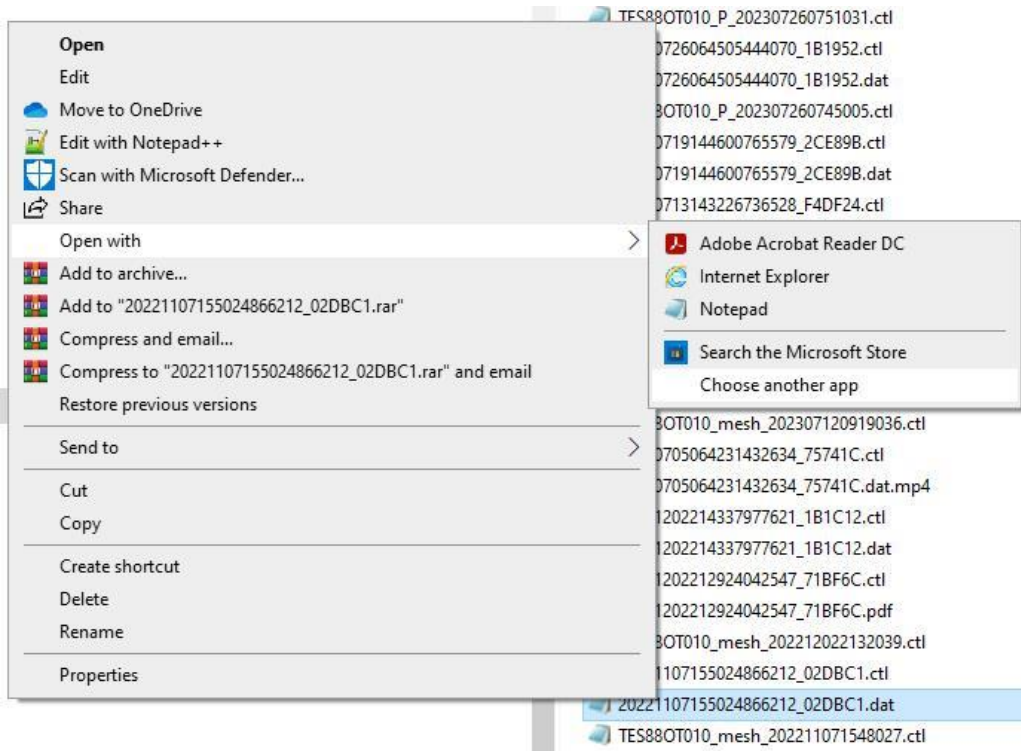 Open
Edit
Move to OneDrive
Edit with Notepad++
Scan with Microsoft Defender...
Share
Open with
Add to archive...
Add to "20221107155024866212_02DBC1.rar"
Compress and email...
Compress to "20221107155024866212_02DBC1.rar" and email
Restore previous versions
Send to
Cut
Copy
Create shortcut
Delete
Rename
Properties
Adobe Acrobat Reader DC
Internet Explorer
Notepad
Search the Microsoft Store
Choose another app
TES88OT010_P_202307260751031.ctl
0726064505444070_1B1952.ctl
0726064505444070_1B1952.dat
8OT010_P_202307260745005.ctl
0719144600765579_2CE89B.ctl
0719144600765579_2CE89B.dat
0713143226736528_F4DF24.ctl
8OT010_mesh_202307120919036.ctl
0705064231432634_75741C.ctl
0705064231432634_75741C.dat.mp4
1202214337977621_1B1C12.ctl
1202214337977621_1B1C12.dat
1202212924042547_71BF6C.ctl
1202212924042547_71BF6C.pdf
8OT010_mesh_202212022132039.ctl
1107155024866212_02DBC1.ctl
20221107155024866212_02DBC1.dat
TES88OT010_mesh_202211071548027.ctl